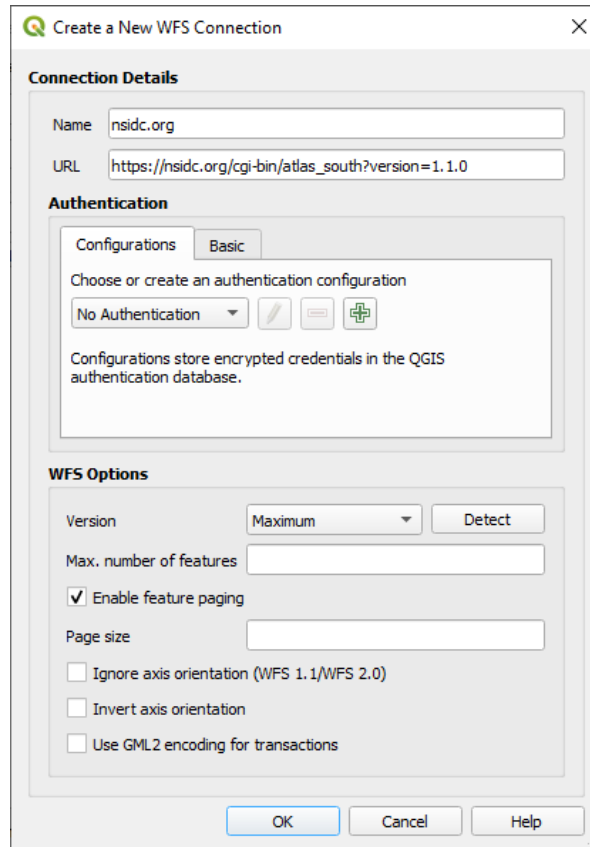 Create a New WFS Connection
Connection Details
Name nsidc.org
URL https://nsidc.org/cgi-bin/atlas_south?version=1.1.0
Authentication
Configurations Basic
Choose or create an authentication configuration
No Authentication
Configurations store encrypted credentials in the QGIS
authentication database.
WFS Options
Version Maximum Detect
Max. number of features
Enable feature paging
Page size
Ignore axis orientation (WFS 1.1/WFS 2.0)
Invert axis orientation
Use GML2 encoding for transactions
OK Cancel Help